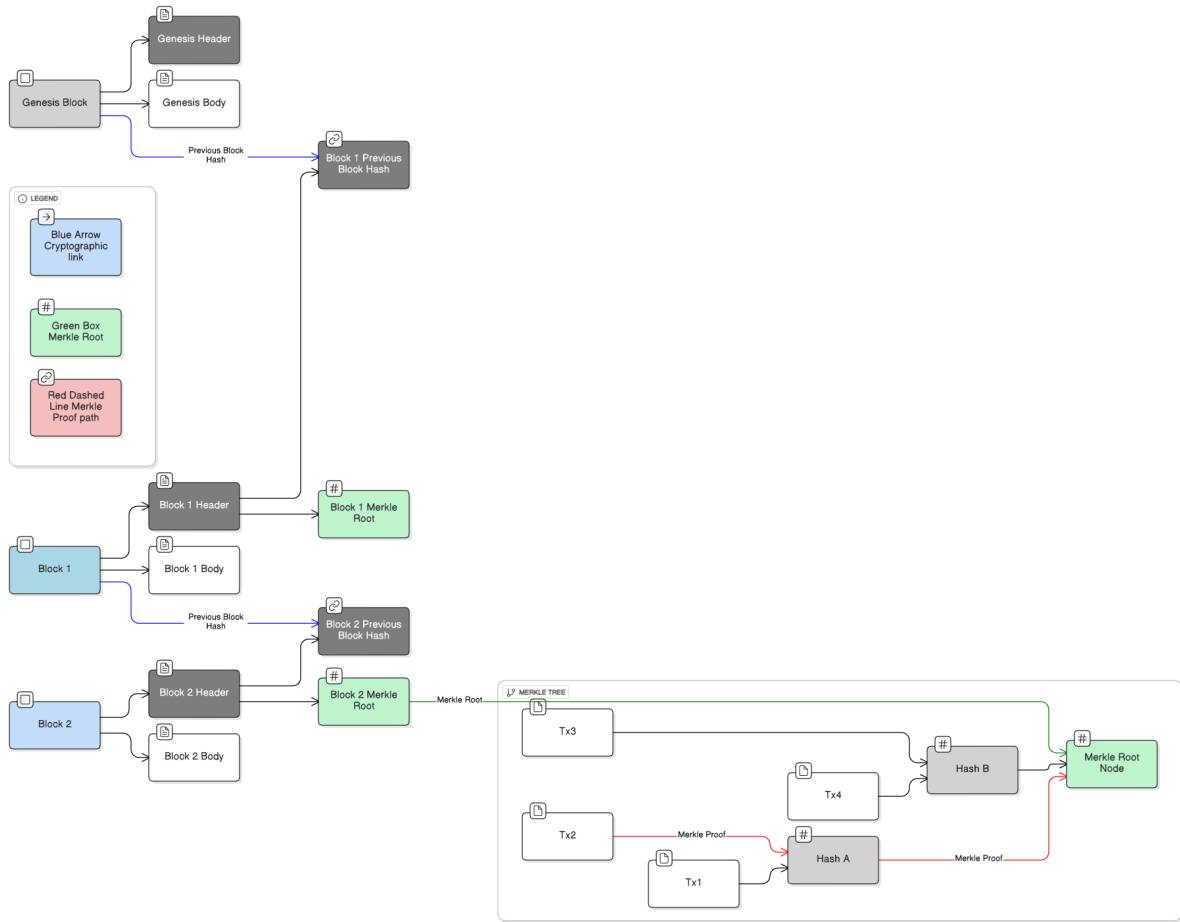 Genesis Header
Genesis Block
Genesis Body
Previous Block
Hash
Block 1 Previous
Block Hash
LEGEND
Blue Arrow
Cryptographic
link
Green Box
Merkle Root
Red Dashed
Line Merkle
Proof path
Block 1 Header
Block 1 Merkle
Root
Block 1
Block 1 Body
Previous Block
Hash
Block 2 Previous
Block Hash
Block 2 Header
Block 2 Merkle
Root
Merkle Root
Block 2
Block 2 Body
MERKLE TREE
Tx3
Hash B
Merkle Root
Node
Tx4
Tx2
Merkle Proof
Hash A
Merkle Proof
Tx1